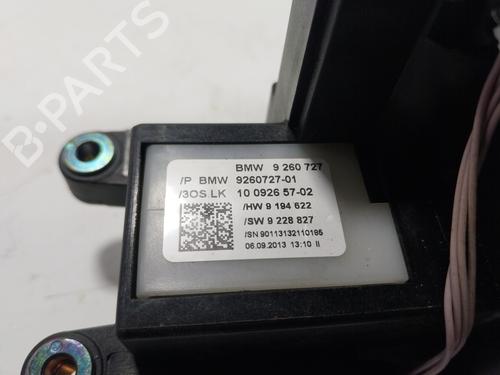 B-PARTS
BMW 9 260 727
/P BMW 9260727-01
/3OS LK 10 0926 57-02
/HW 9 194 622
/SW 9 228 827
/SN 90113132110185
06.09.2013 13:10 II